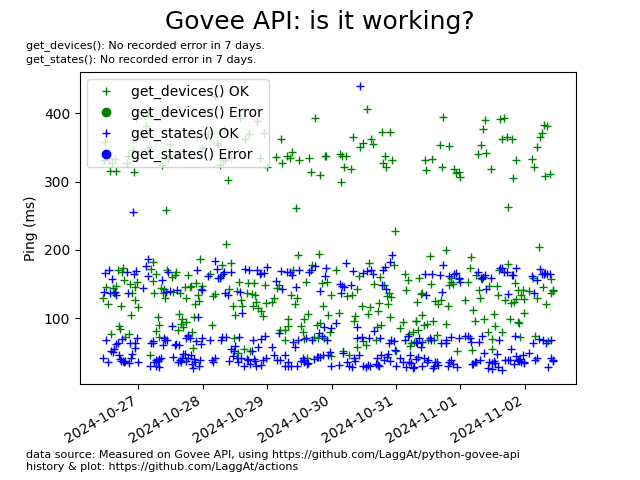 Govee API: is it working?
get_devices(): No recorded error in 7 days.
get_states(): No recorded error in 7 days.
get_devices() OK
get_devices() Error
get_states() OK
get_states() Error
Ping (ms)
400
300
200
100
2024-10-27
2024-10-28
2024-10-29
2024-10-30
2024-10-31
2024-11-01
2024-11-02
data source: Measured on Govee API, using https://github.com/LaggAt/python-govee-api
history & plot: https://github.com/LaggAt/actions